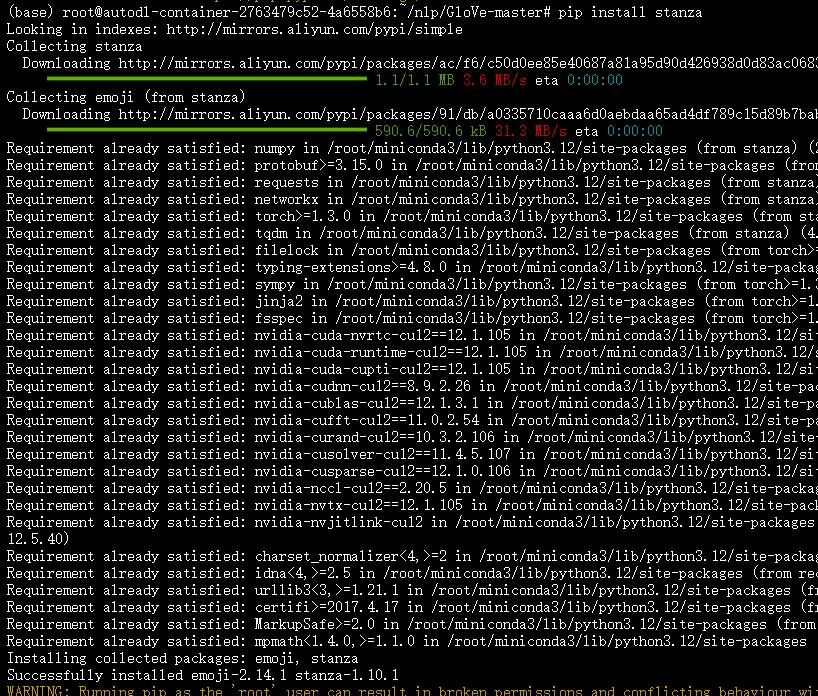 (base) root@autodl-container-2763479c52-4a6558b6:~/nlp/GloVe-master# pip install stanza
Looking in indexes: http://mirrors.aliyun.com/pypi/simple
Collecting stanza
Downloading http://mirrors.aliyun.com/pypi/packages/ac/f6/c50d0ee85e40687a81a95d90d426938d0d83ac0683
1.1/1.1 MB 3.6 MB/s eta 0:00:00
Collecting emoji (from stanza)
Downloading http://mirrors.aliyun.com/pypi/packages/91/db/a0335710caaa6d0aebdaa65ad4df789c15d89b7bab
590.6/590.6 kB 31.3 MB/s eta 0:00:00
Requirement already satisfied: numpy in /root/miniconda3/lib/python3.12/site-packages (from stanza) (2
Requirement already satisfied: protobuf>=3.15.0 in /root/miniconda3/lib/python3.12/site-packages (from
Requirement already satisfied: requests in /root/miniconda3/lib/python3.12/site-packages (from stanza)
Requirement already satisfied: networkx in /root/miniconda3/lib/python3.12/site-packages (from stanza)
Requirement already satisfied: torch>=1.3.0 in /root/miniconda3/lib/python3.12/site-packages (from sta
Requirement already satisfied: tqdm in /root/miniconda3/lib/python3.12/site-packages (from stanza) (4.
Requirement already satisfied: filelock in /root/miniconda3/lib/python3.12/site-packages (from torch>=
Requirement already satisfied: typing-extensions>=4.8.0 in /root/miniconda3/lib/python3.12/site-packag
Requirement already satisfied: sympy in /root/miniconda3/lib/python3.12/site-packages (from torch>=1.3
Requirement already satisfied: jinja2 in /root/miniconda3/lib/python3.12/site-packages (from torch>=1.
Requirement already satisfied: fsspec in /root/miniconda3/lib/python3.12/site-packages (from torch>=1.
Requirement already satisfied: nvidia-cuda-nvrtc-cu12==12.1.105 in /root/miniconda3/lib/python3.12/sit
Requirement already satisfied: nvidia-cuda-runtime-cu12==12.1.105 in /root/miniconda3/lib/python3.12/s
Requirement already satisfied: nvidia-cuda-cupti-cu12==12.1.105 in /root/miniconda3/lib/python3.12/sit
Requirement already satisfied: nvidia-cudnn-cu12==8.9.2.26 in /root/miniconda3/lib/python3.12/site-pac
Requirement already satisfied: nvidia-cublas-cu12==12.1.3.1 in /root/miniconda3/lib/python3.12/site-pa
Requirement already satisfied: nvidia-cufft-cu12==11.0.2.54 in /root/miniconda3/lib/python3.12/site-pa
Requirement already satisfied: nvidia-curand-cu12==10.3.2.106 in /root/miniconda3/lib/python3.12/site-
Requirement already satisfied: nvidia-cusolver-cu12==11.4.5.107 in /root/miniconda3/lib/python3.12/sit
Requirement already satisfied: nvidia-cusparse-cu12==12.1.0.106 in /root/miniconda3/lib/python3.12/sit
Requirement already satisfied: nvidia-nccl-cu12==2.20.5 in /root/miniconda3/lib/python3.12/site-packag
Requirement already satisfied: nvidia-nvtx-cu12==12.1.105 in /root/miniconda3/lib/python3.12/site-pack
Requirement already satisfied: nvidia-nvjitlink-cu12 in /root/miniconda3/lib/python3.12/site-packages
12.5.40)
Requirement already satisfied: charset_normalizer<4,>=2 in /root/miniconda3/lib/python3.12/site-packag
Requirement already satisfied: idna<4,>=2.5 in /root/miniconda3/lib/python3.12/site-packages (from req
Requirement already satisfied: urllib3<3,>=1.21.1 in /root/miniconda3/lib/python3.12/site-packages (fr
Requirement already satisfied: certifi>=2017.4.17 in /root/miniconda3/lib/python3.12/site-packages (fr
Requirement already satisfied: MarkupSafe>=2.0 in /root/miniconda3/lib/python3.12/site-packages (from
Requirement already satisfied: mpmath<1.4.0,>=1.1.0 in /root/miniconda3/lib/python3.12/site-packages
Installing collected packages: emoji, stanza
Successfully installed emoji-2.14.1 stanza-1.10.1
WARNING: Running pip as the 'root' user can result in broken permissions and conflicting behaviour wi